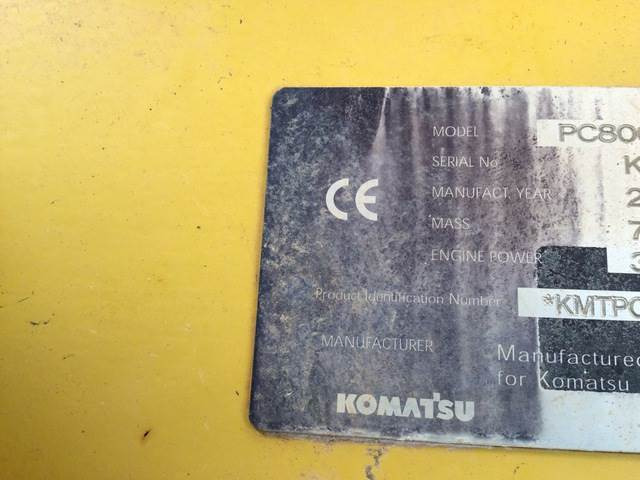 MODEL PC80
SERIAL No K
CE
MANUFACT. YEAR 2
MASS 7
ENGINE POWER 3
Product Identification Number *KMTPC
MANUFACTURER
Manufactured
for Komatsu
KOMATSU